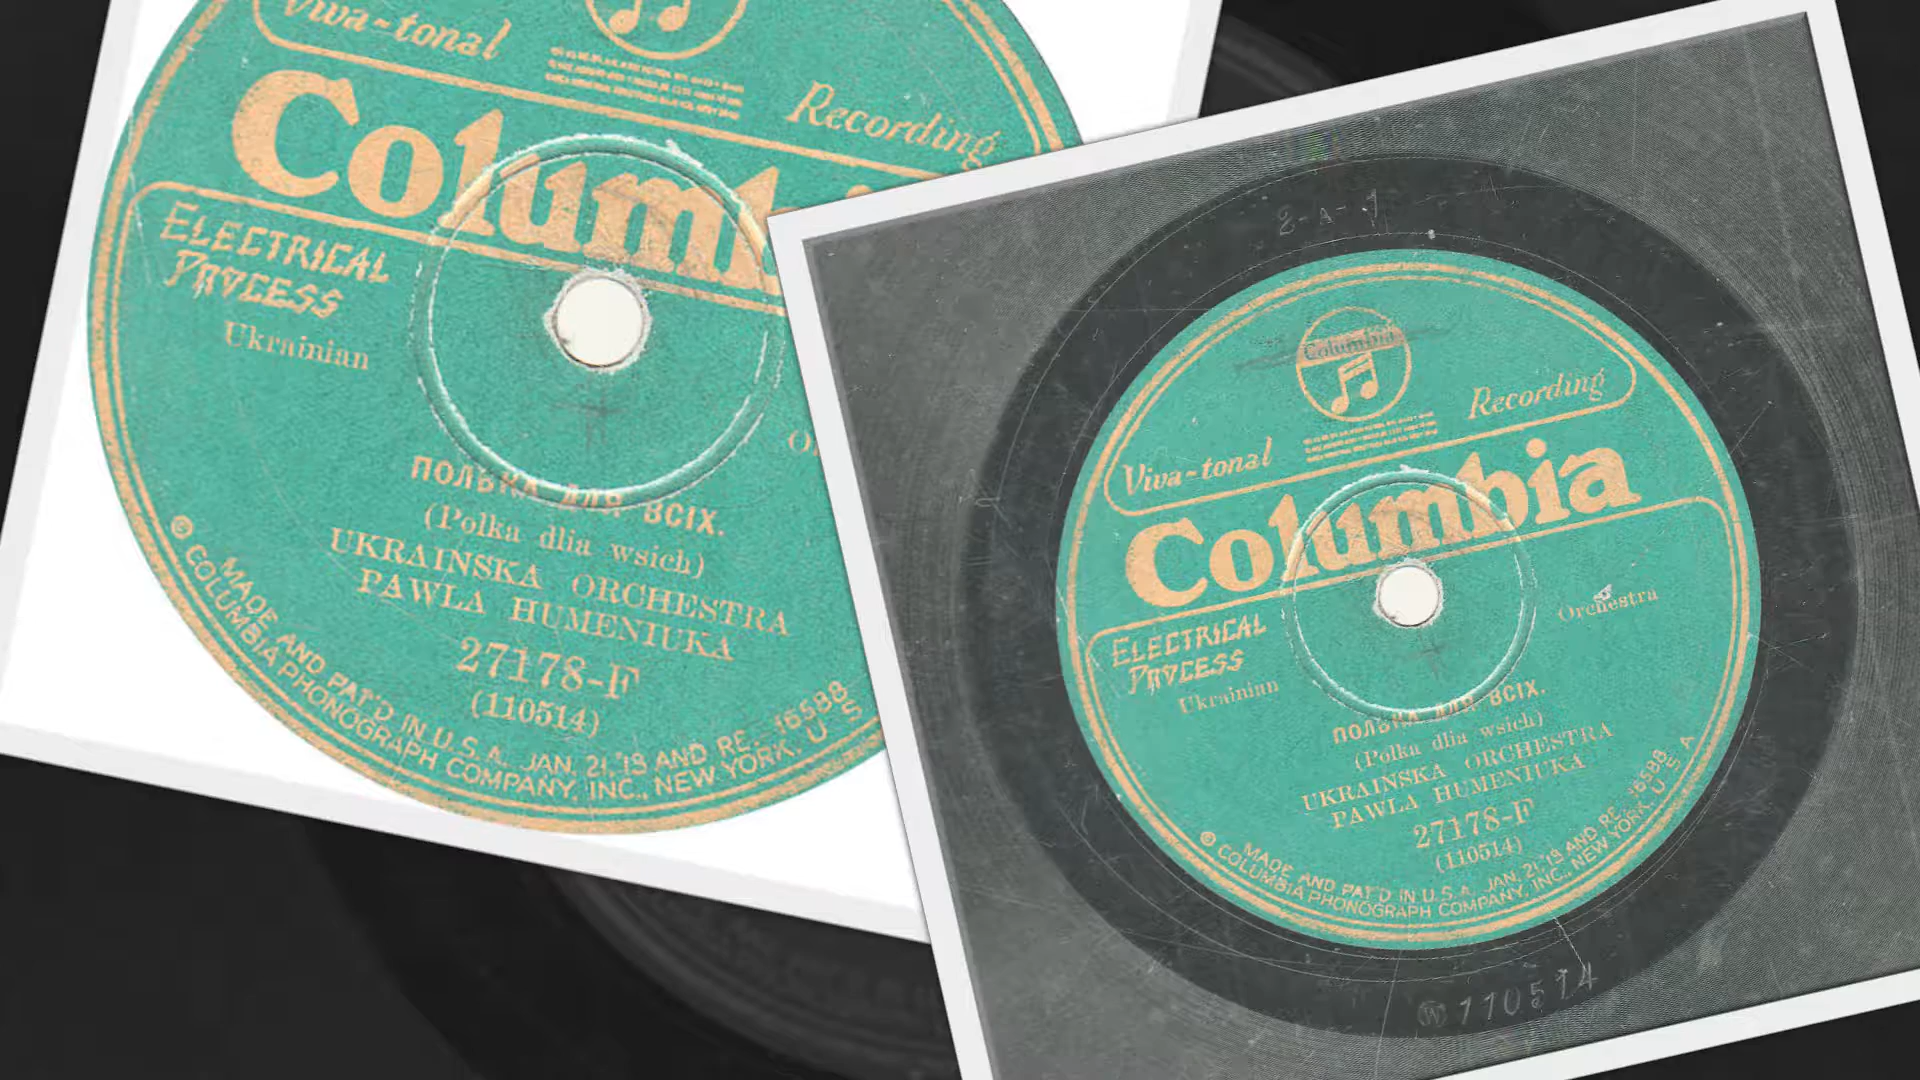 Viva-tonal
Recording
Columbia
ELECTRICAL
PROCESS
Ukrainian
ПОЛЬКА ДЛЯ ВСІХ.
(Polka dlia wsich)
UKRAINSKA ORCHESTRA
PAWLA HUMENIUKA
27178-F
(110514)
MADE AND PAT'D IN U.S.A. JAN. 21,'13 AND RE. 16588
© COLUMBIA PHONOGRAPH COMPANY, INC., NEW YORK, U S
2-A-1
Columbia
Viva-tonal
Recording
Columbia
ELECTRICAL
PROCESS
Ukrainian
Orchestra
ПОЛЬКА ДЛЯ ВСІХ.
(Polka dlia wsich)
UKRAINSKA ORCHESTRA
PAWLA HUMENIUKA
27178-F
(110514)
MADE AND PAT'D IN U.S.A. JAN. 21,'13 AND RE. 16588
© COLUMBIA PHONOGRAPH COMPANY, INC., NEW YORK, U S A
W 110514